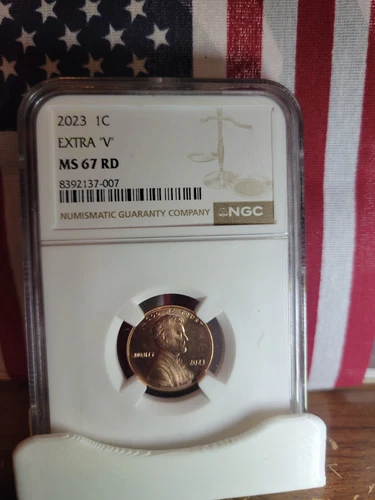 2023 1C
EXTRA "V"
MS 67 RD
8392137-007
NUMISMATIC GUARANTY COMPANY NGC
LIBERTY
2023